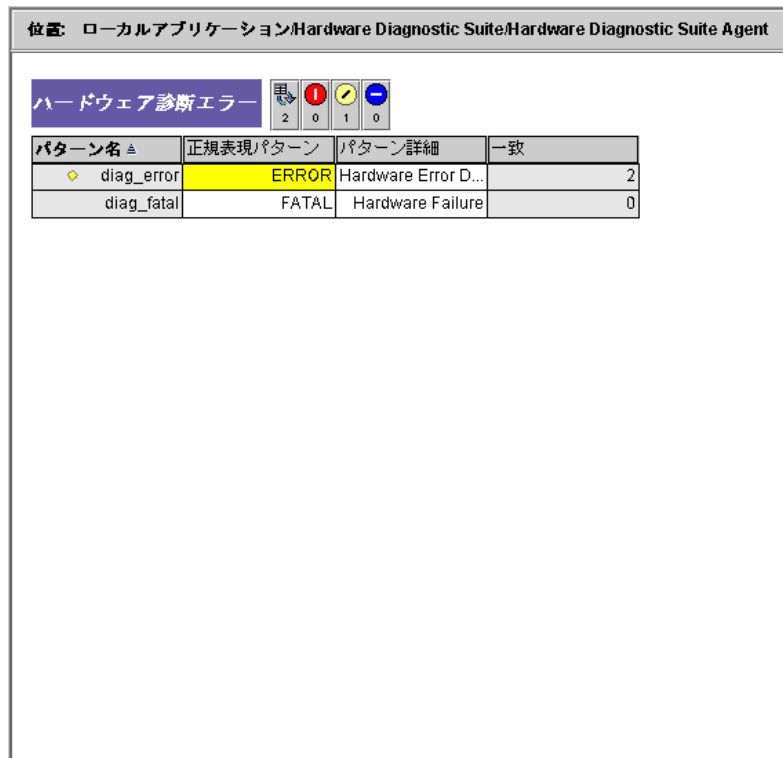 位置: ローカルアプリケーション/Hardware Diagnostic Suite/Hardware Diagnostic Suite Agent
ハードウェア診断エラー 2 0 1 0
パターン名 正規表現パターン パターン詳細 一致
diag_error ERROR Hardware Error D... 2
diag_fatal FATAL Hardware Failure 0